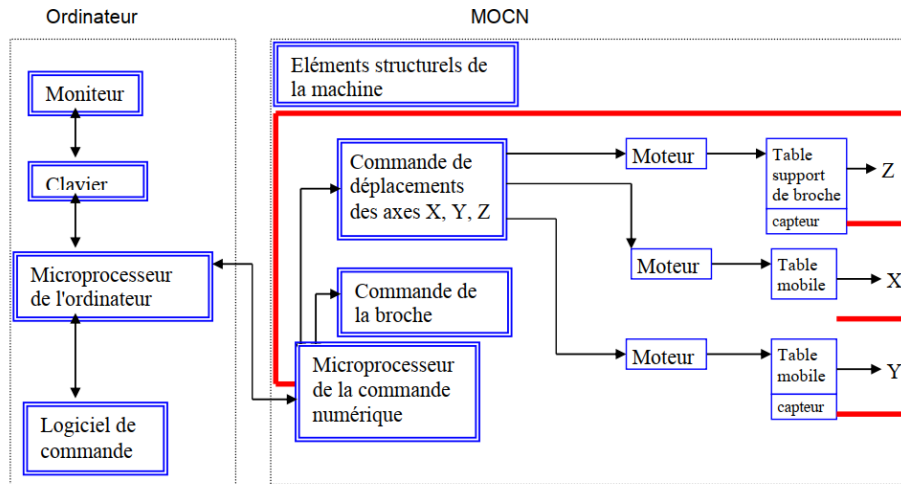 Ordinateur
MOCN
Moniteur
Clavier
Microprocesseur
de l'ordinateur
Logiciel de
commande
Eléments structurels de
la machine
Commande de
déplacements
des axes X, Y, Z
Commande de
la broche
Microprocesseur
de la commande
numérique
Moteur
Table
support
de broche
capteur
Z
Moteur
Table
mobile
X
Moteur
Table
mobile
capteur
Y